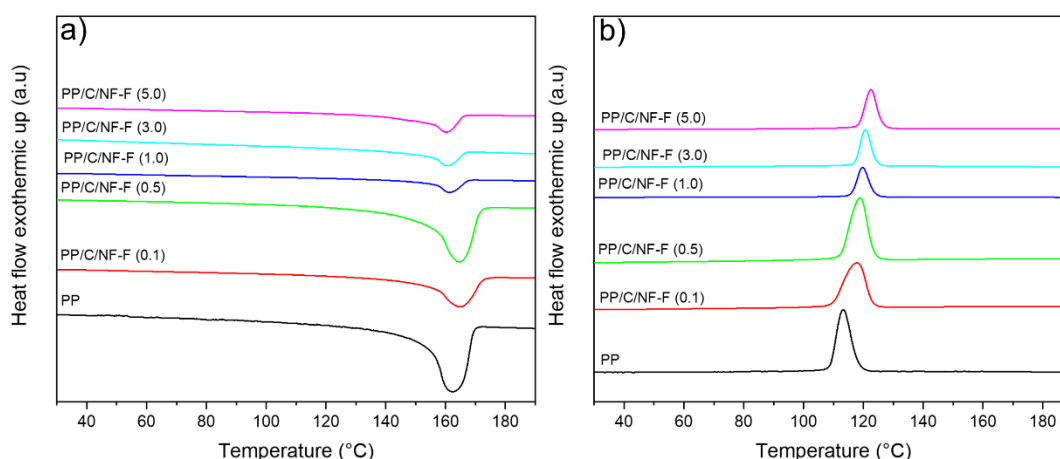 a)
Heat flow exothermic up (a.u)
PP/C/NF-F (5.0)
PP/C/NF-F (3.0)
PP/C/NF-F (1.0)
PP/C/NF-F (0.5)
PP/C/NF-F (0.1)
PP
40 60 80 100 120 140 160 180
Temperature (°C)
b)
Heat flow exothermic up (a.u)
PP/C/NF-F (5.0)
PP/C/NF-F (3.0)
PP/C/NF-F (1.0)
PP/C/NF-F (0.5)
PP/C/NF-F (0.1)
PP
40 60 80 100 120 140 160 180
Temperature (°C)